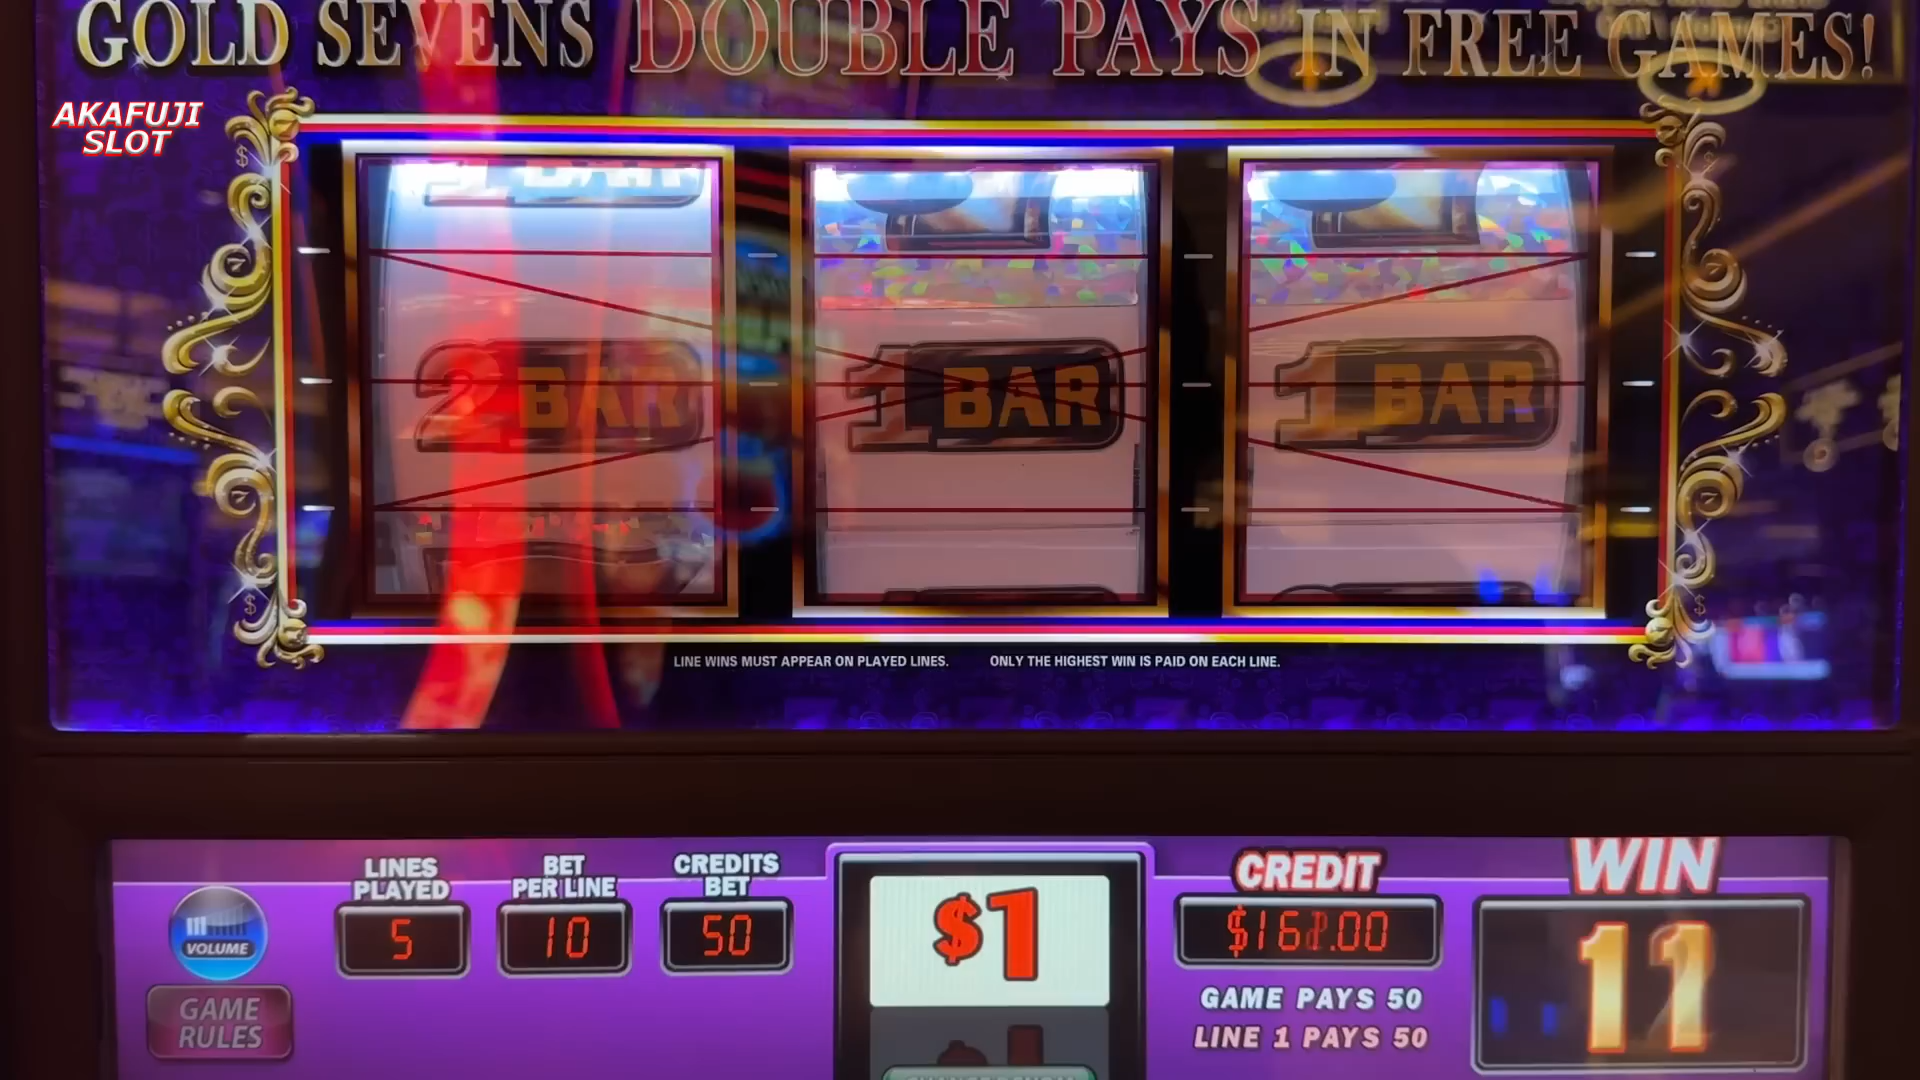 GOLD SEVENS DOUBLE PAYS IN FREE GAMES!
AKAFUJI
SLOT
2 BAR
1 BAR
1 BAR
LINE WINS MUST APPEAR ON PLAYED LINES. ONLY THE HIGHEST WIN IS PAID ON EACH LINE.
VOLUME
GAME
RULES
LINES
PLAYED
5
BET
PER LINE
10
CREDITS
BET
50
$1
CREDIT
GAME PAYS 50
LINE 1 PAYS 50
WIN